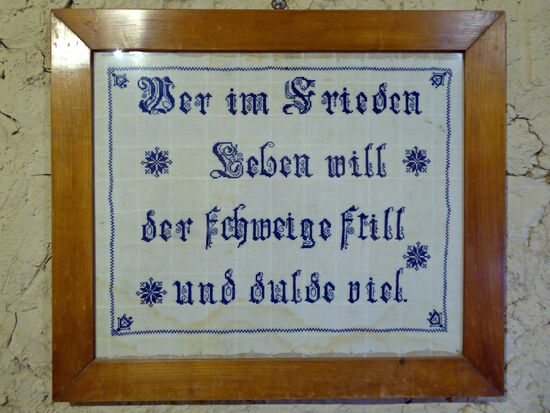 Wer im Frieden
Leben will
der schweige still
und dulde viel.